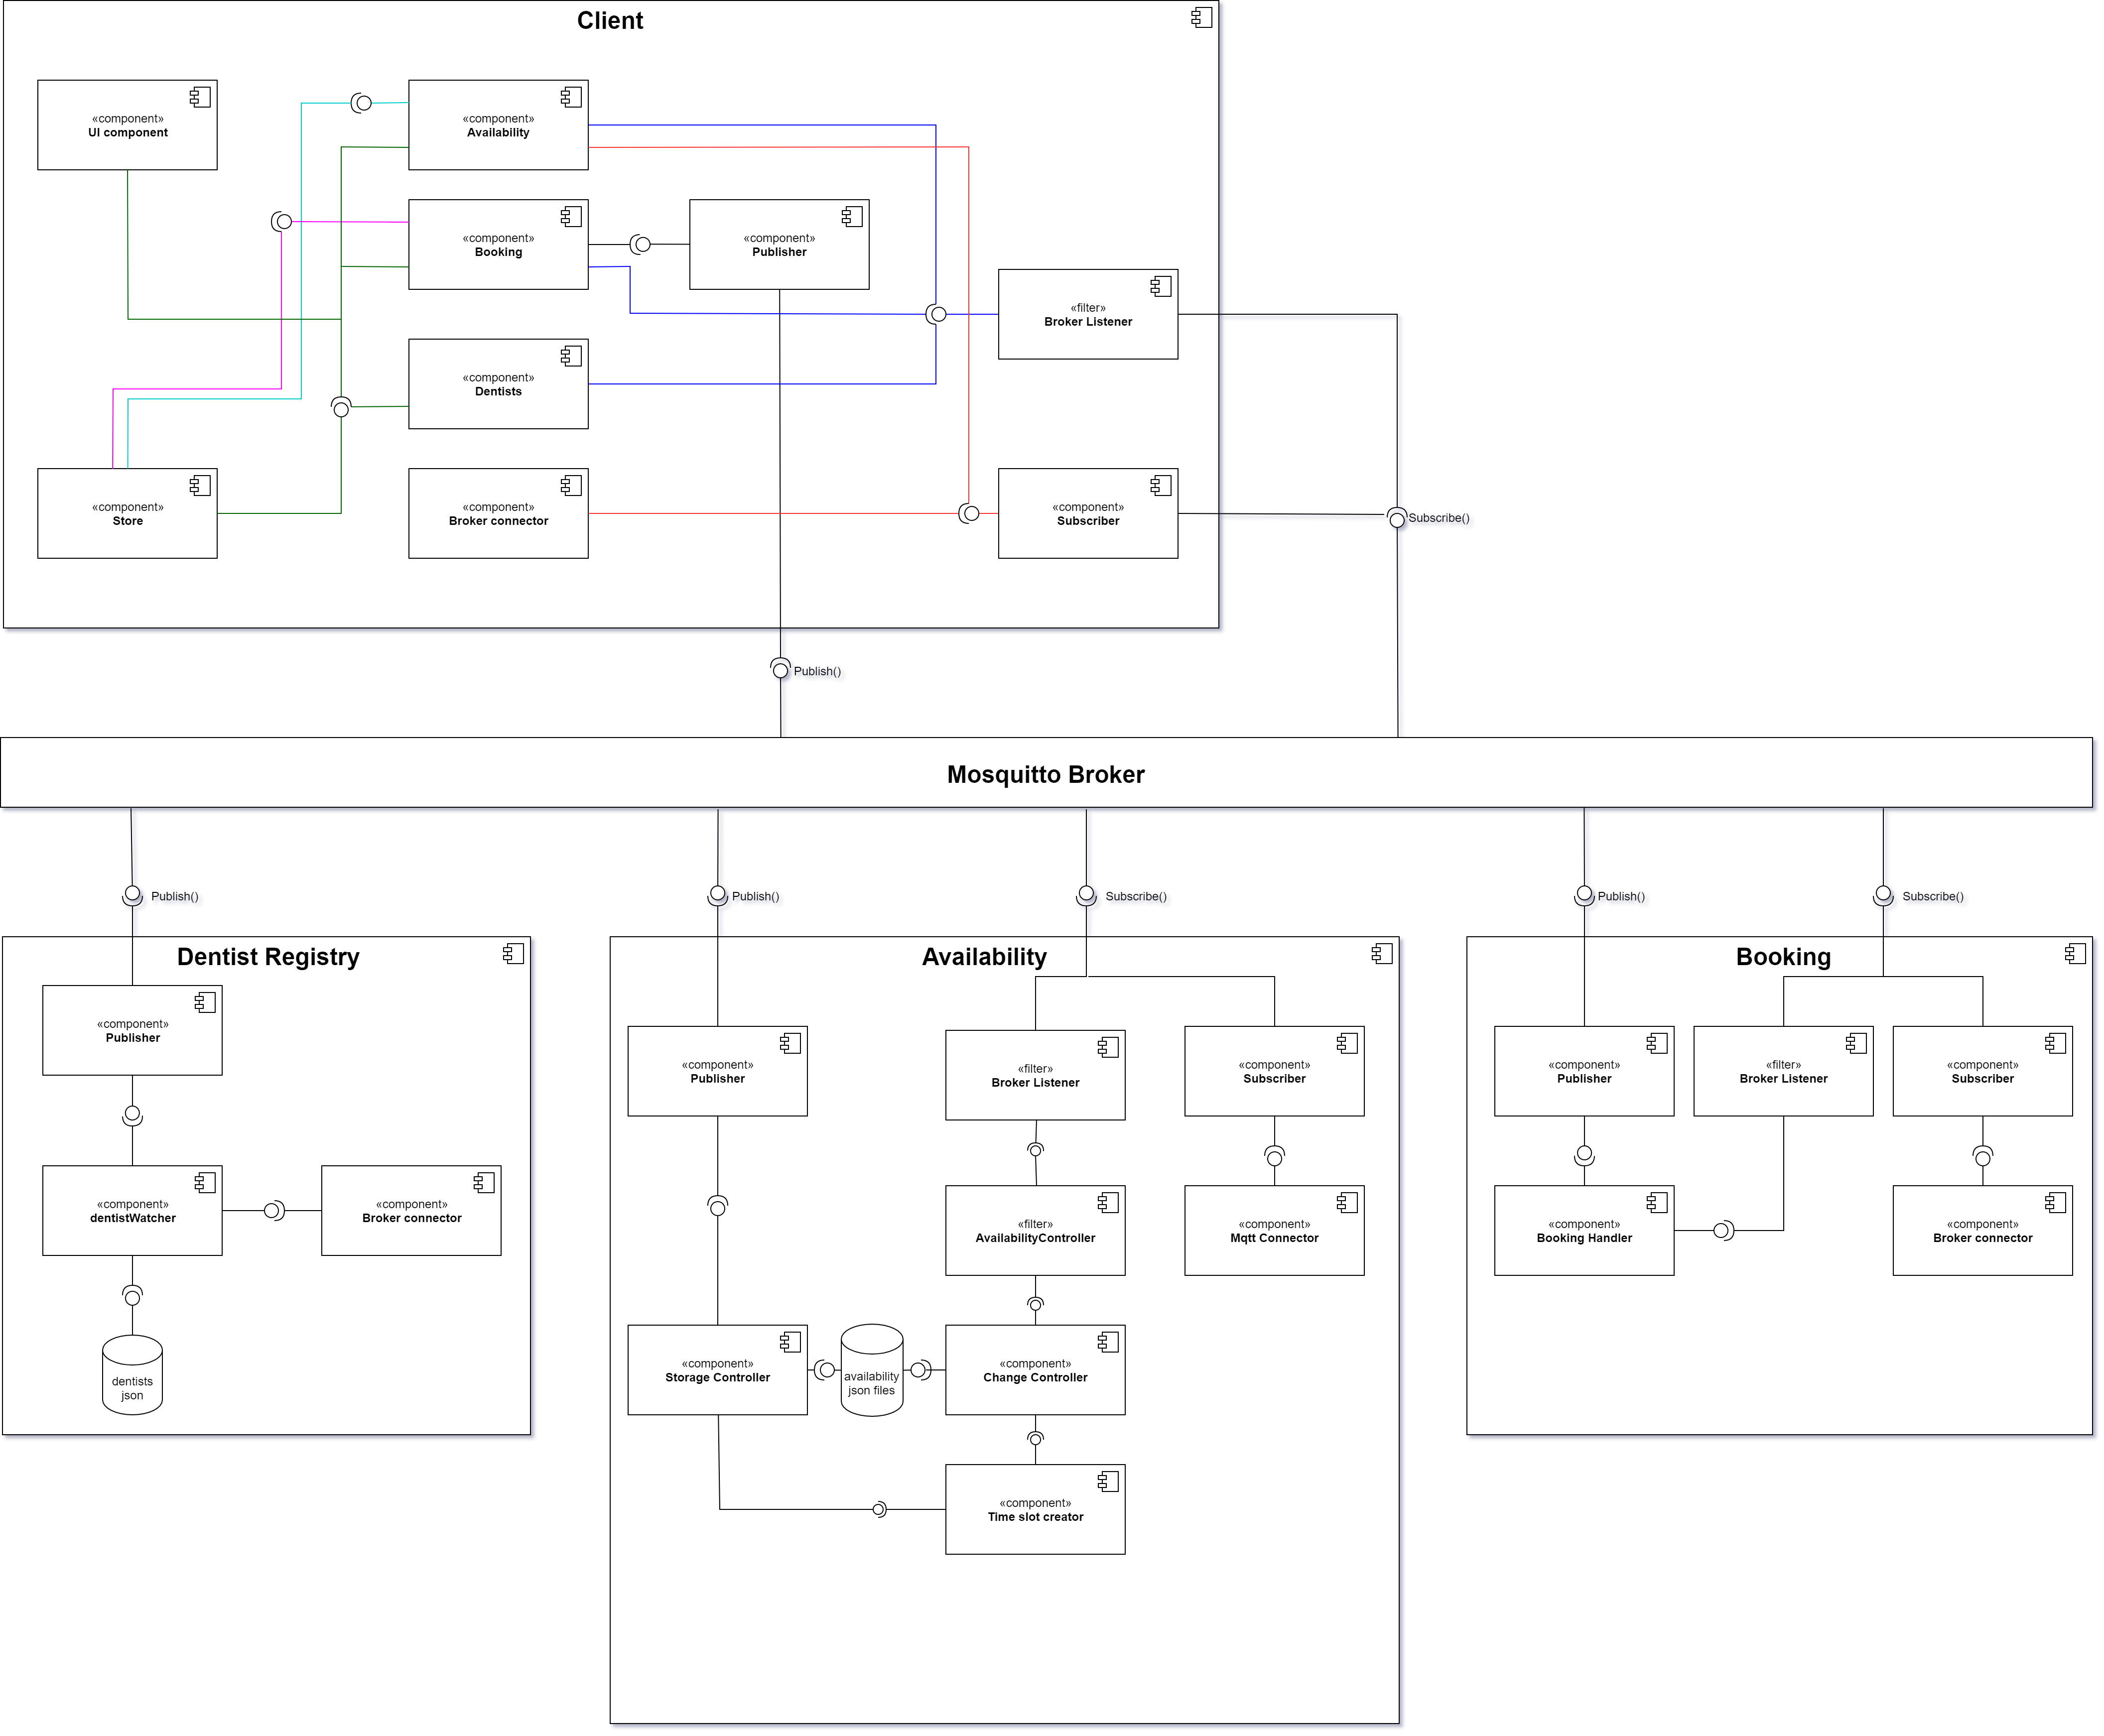 Client
«component»
UI component
«component»
Availability
«component»
Booking
«component»
Publisher
«filter»
Broker Listener
«component»
Dentists
«component»
Store
«component»
Broker connector
«component»
Subscriber
Subscribe()
Publish()
Mosquitto Broker
Publish()
Publish()
Subscribe()
Publish()
Subscribe()
Dentist Registry
«component»
Publisher
«component»
dentistWatcher
«component»
Broker connector
dentists
json
Availability
«component»
Publisher
«filter»
Broker Listener
«component»
Subscriber
«filter»
AvailabilityController
«component»
Mqtt Connector
«component»
Storage Controller
availability
json files
«component»
Change Controller
«component»
Time slot creator
Booking
«component»
Publisher
«filter»
Broker Listener
«component»
Subscriber
«component»
Booking Handler
«component»
Broker connector